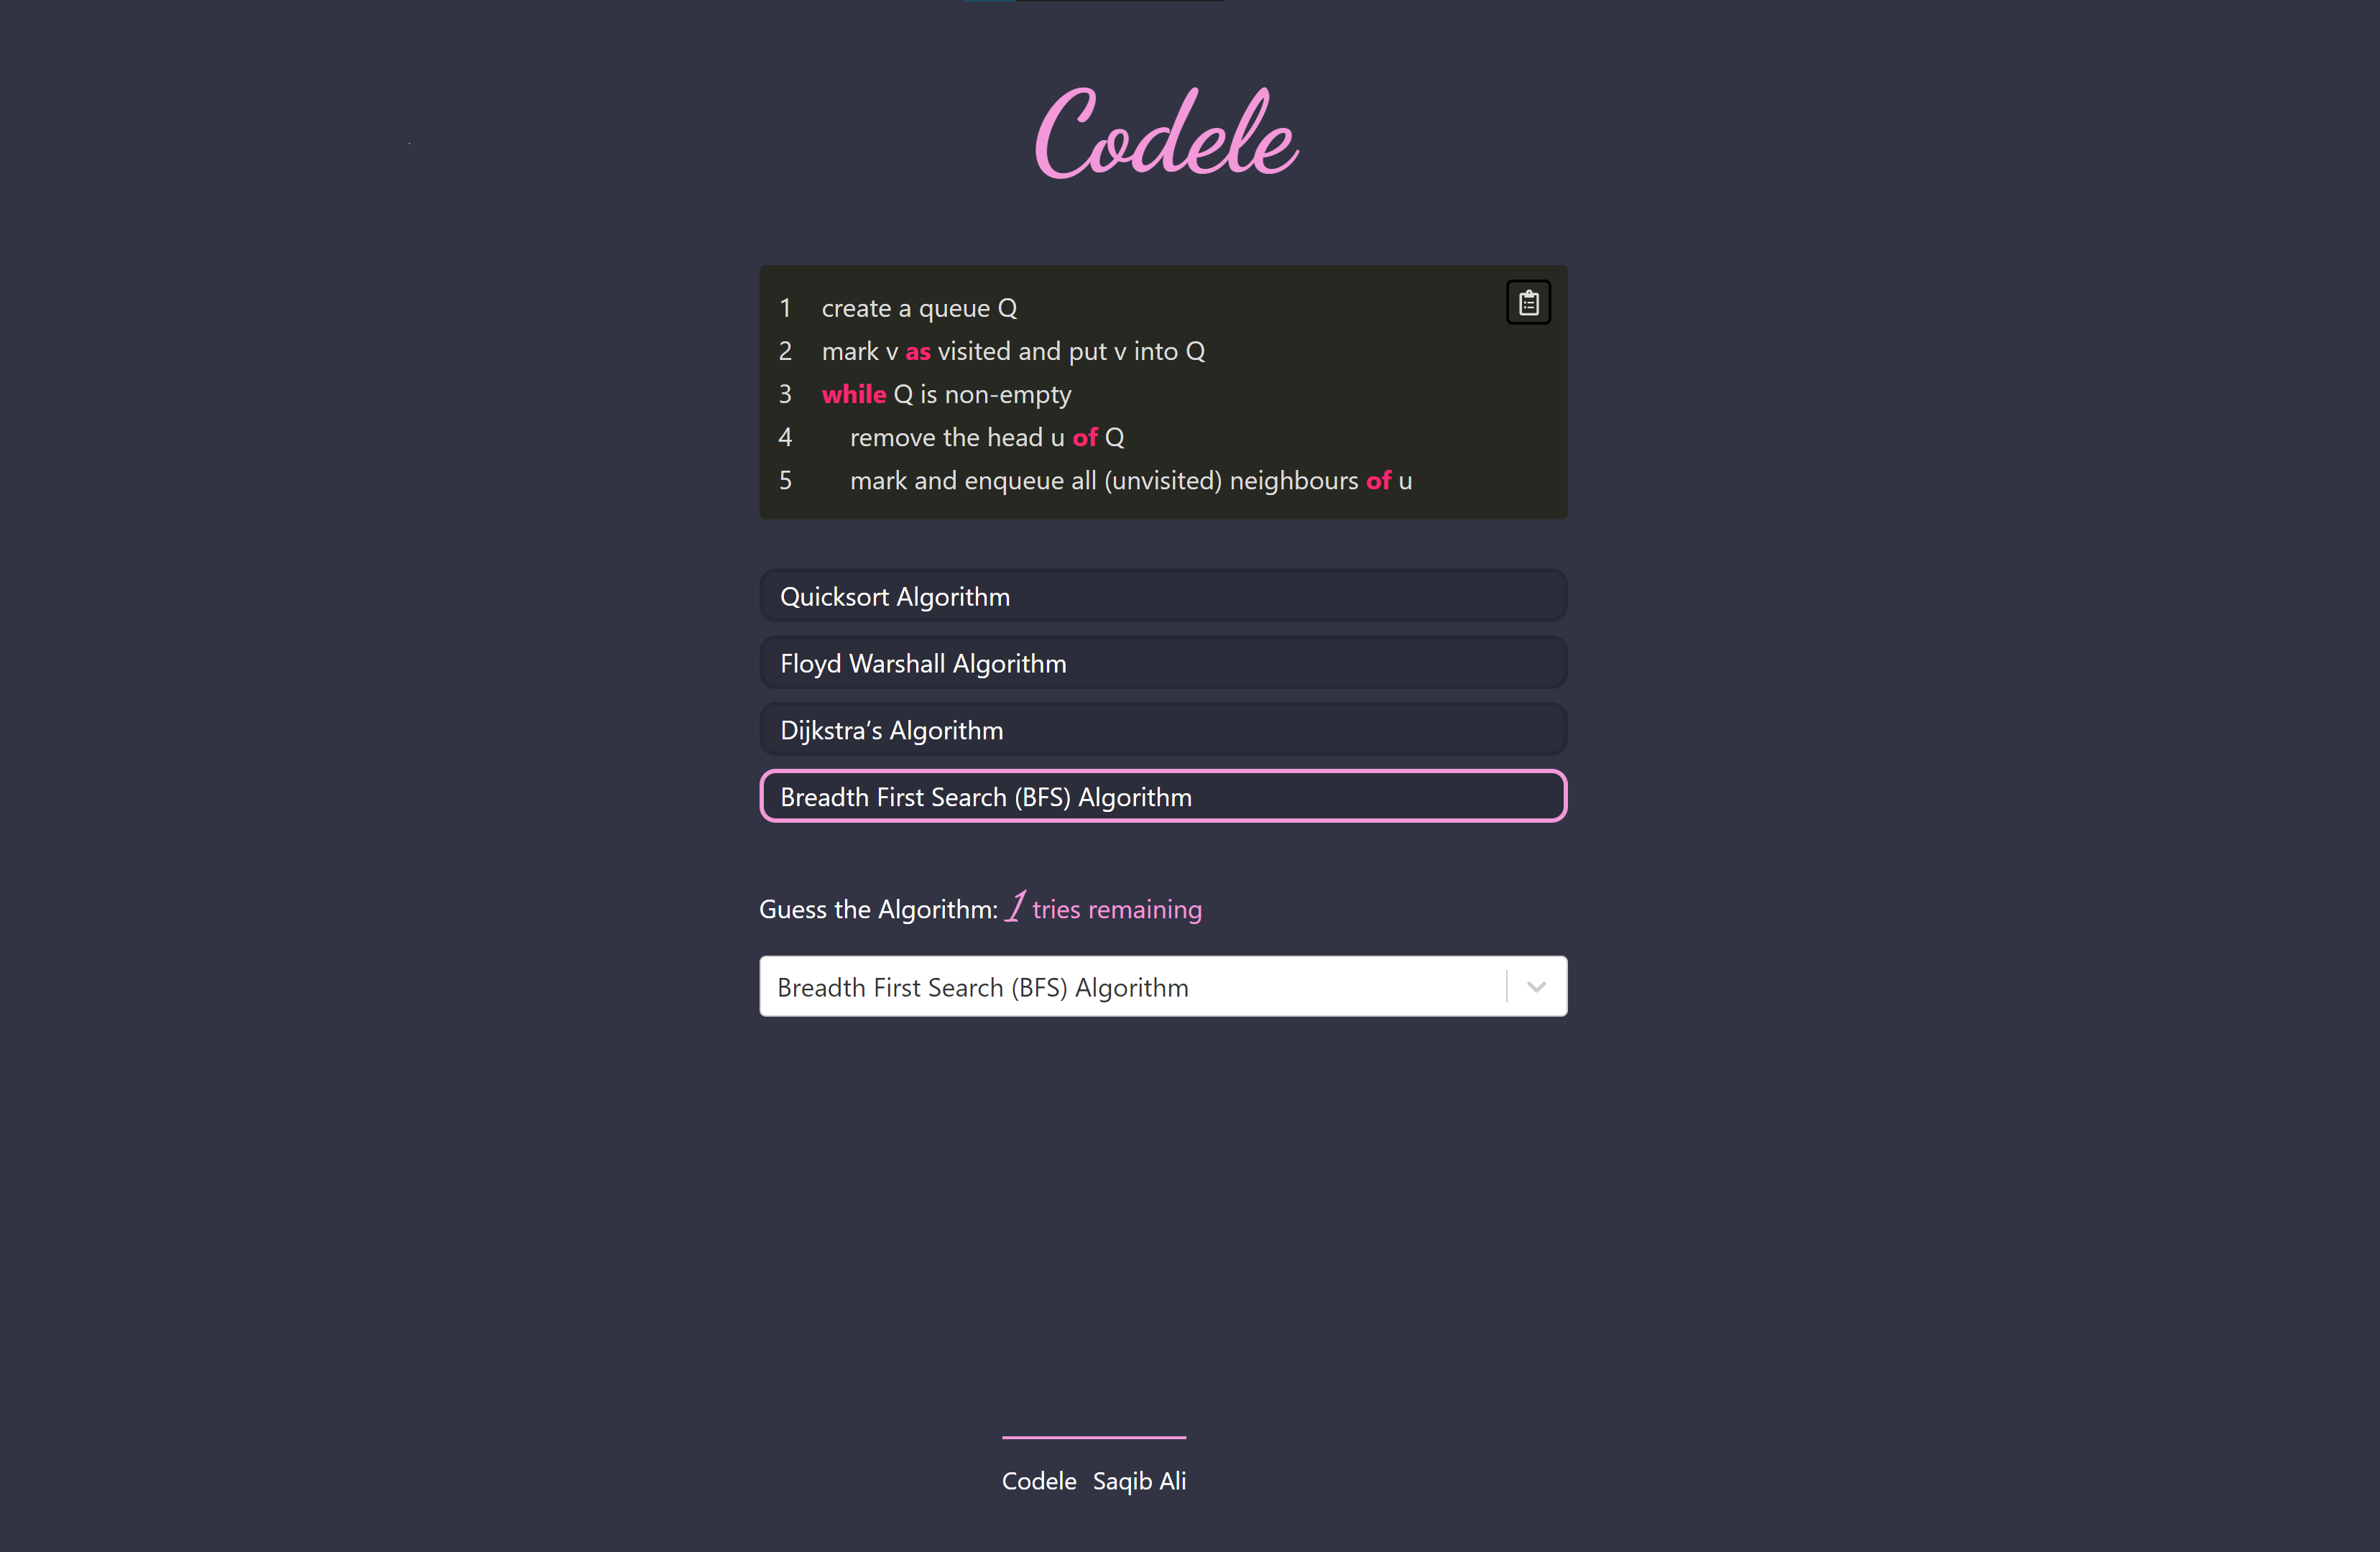 Codele
1 create a queue Q
2 mark v as visited and put v into Q
3 while Q is non-empty
4 remove the head u of Q
5 mark and enqueue all (unvisited) neighbours of u
Quicksort Algorithm
Floyd Warshall Algorithm
Dijkstra’s Algorithm
Breadth First Search (BFS) Algorithm
Guess the Algorithm: 1 tries remaining
Breadth First Search (BFS) Algorithm
Codele Saqib Ali